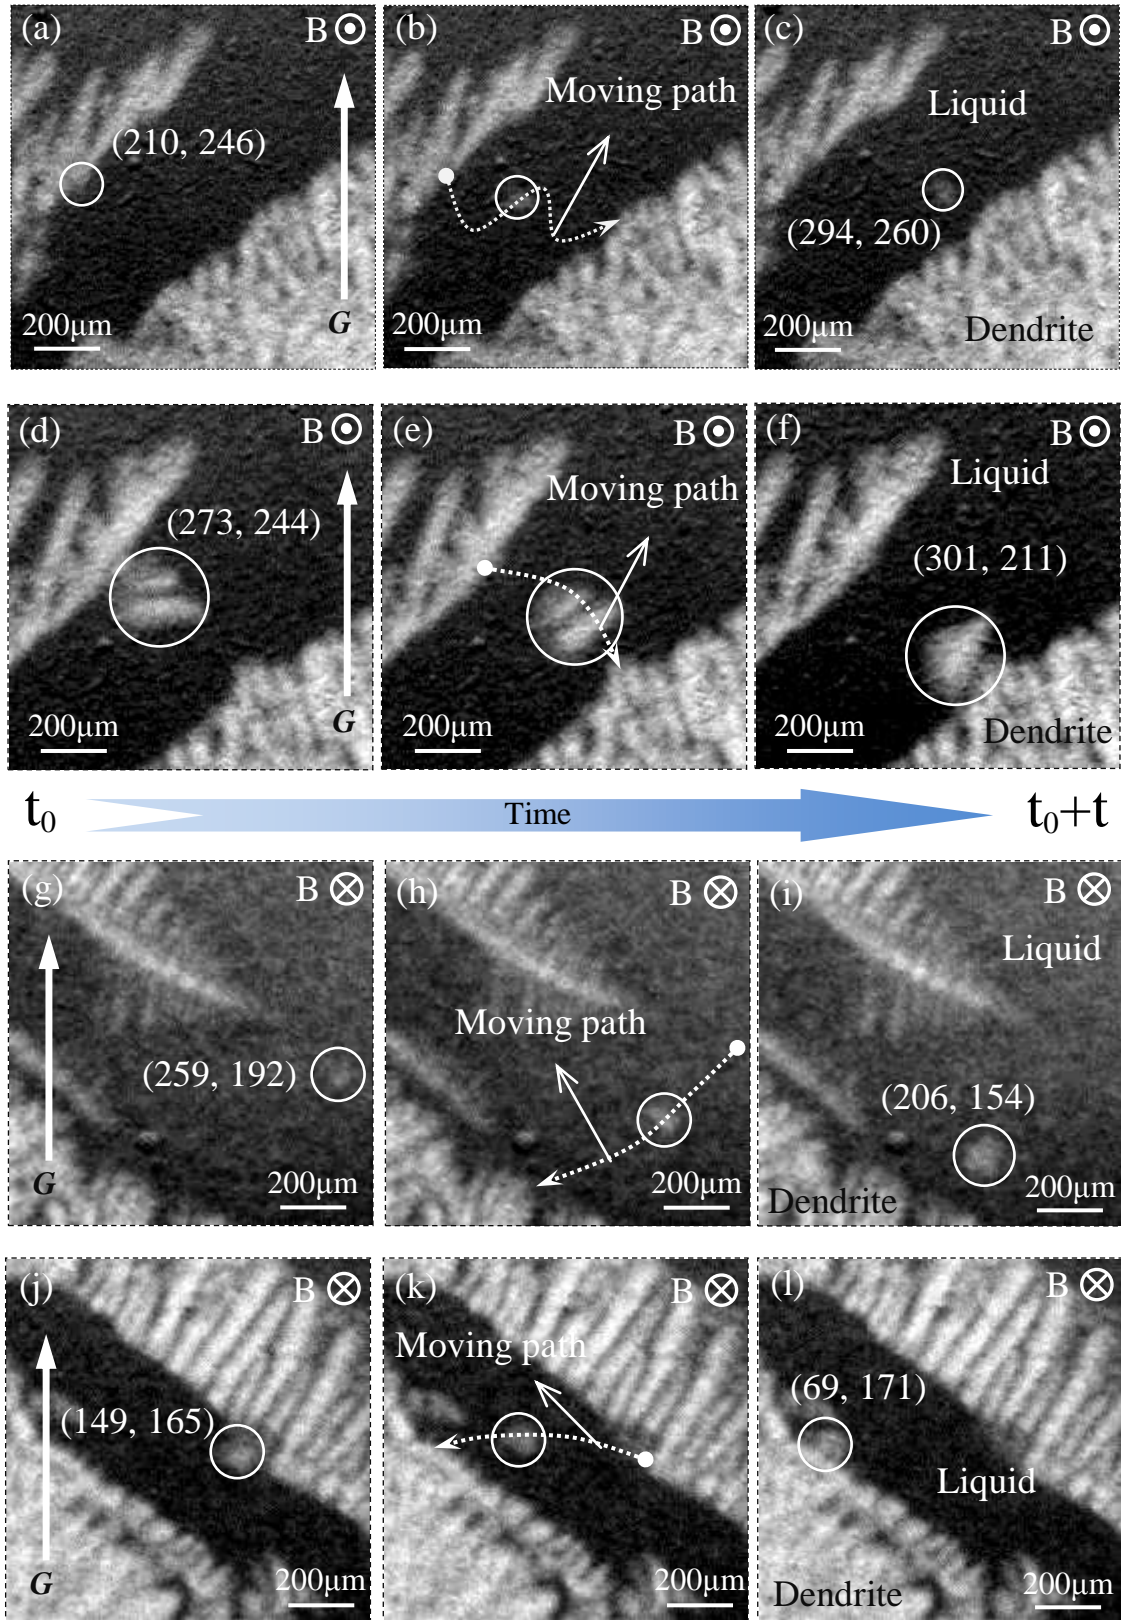 (a) B
(210, 246)
200µm G
(b) B
Moving path
200µm
(c) B
Liquid
(294, 260)
200µm Dendrite
(d) B
(273, 244)
200µm G
(e) B
Moving path
200µm
(f) B
Liquid
(301, 211)
200µm Dendrite
t₀ Time t₀+t
(g) B
(259, 192)
G 200µm
(h) B
Moving path
200µm
(i) B
Liquid
(206, 154)
Dendrite 200µm
(j) B
(149, 165)
G 200µm
(k) B
Moving path
200µm
(l) B
(69, 171)
Liquid
Dendrite 200µm